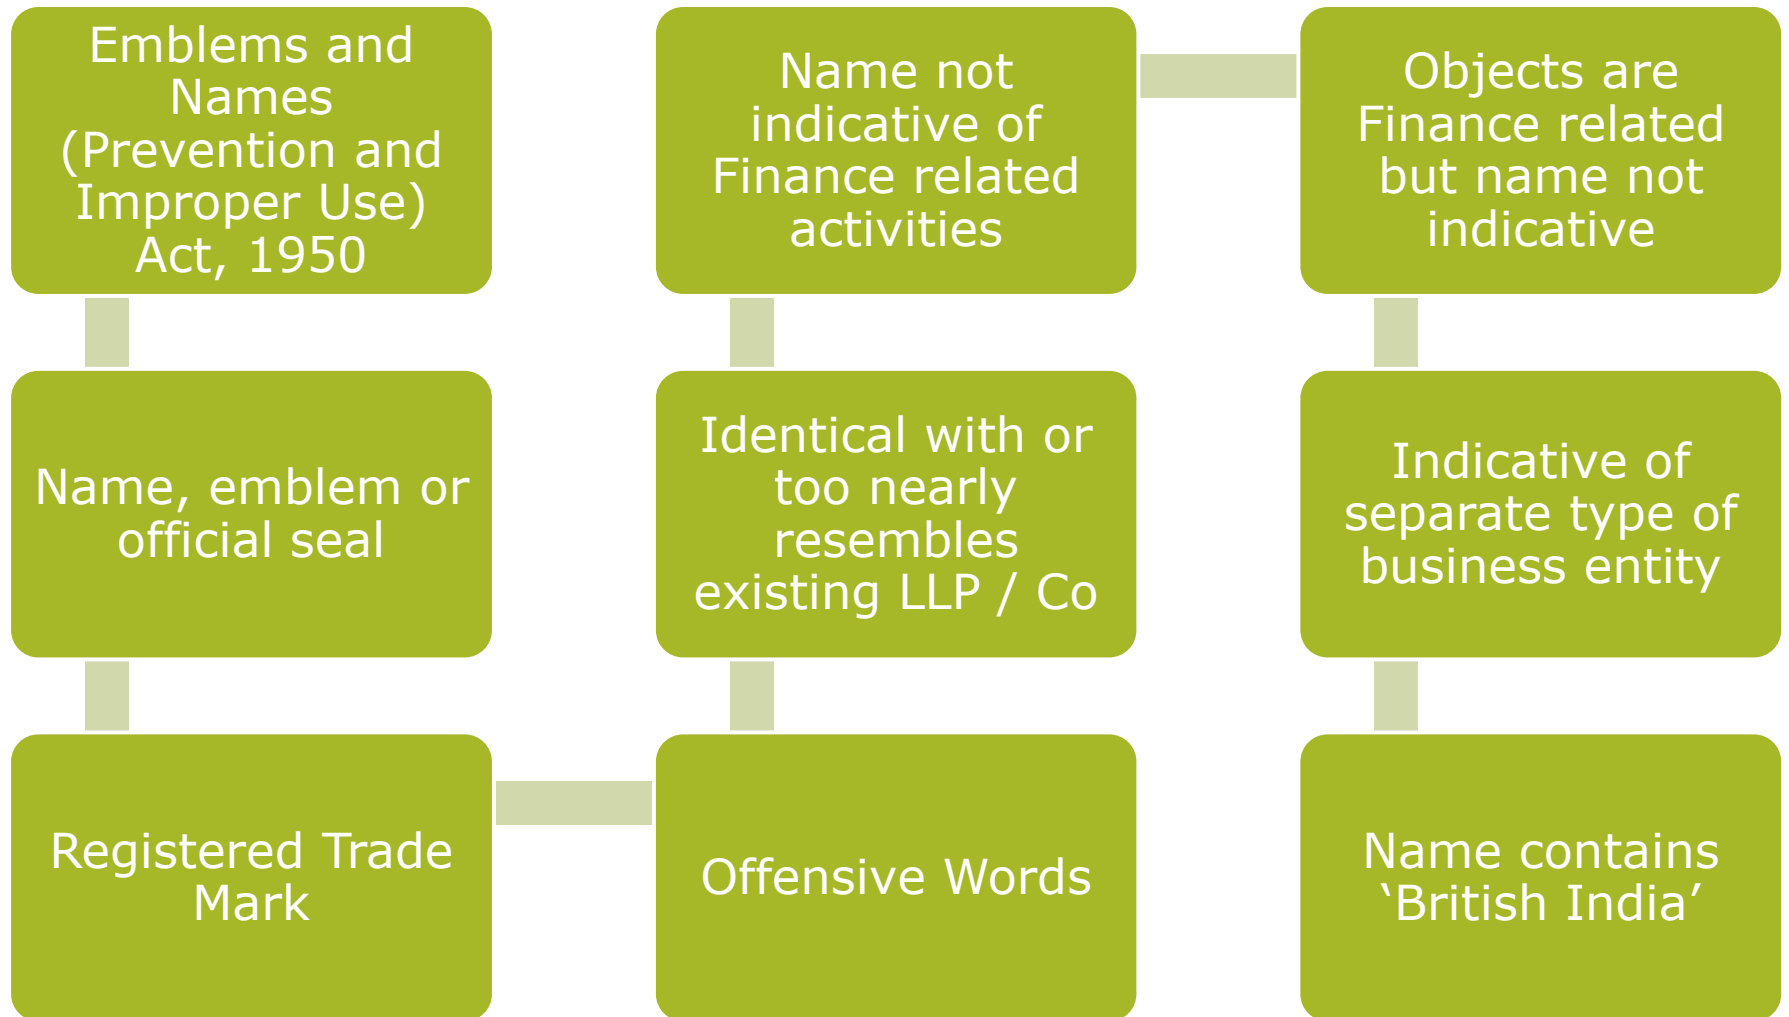 Emblems and
Names
(Prevention and
Improper Use)
Act, 1950
Name, emblem or
official seal
Registered Trade
Mark
Offensive Words
Identical with or
too nearly
resembles
existing LLP / Co
Name not
indicative of
Finance related
activities
Objects are
Finance related
but name not
indicative
Indicative of
separate type of
business entity
Name contains
‘British India’